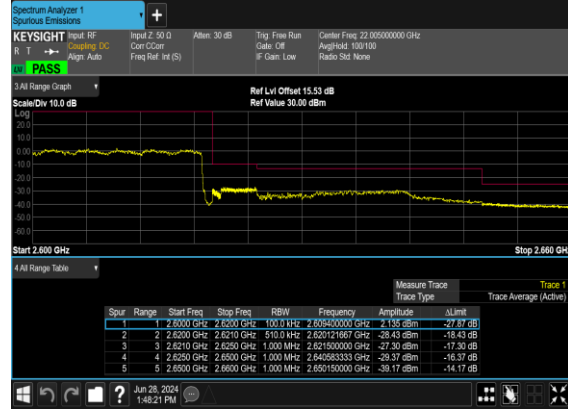 Spectrum Analyzer 1
Spurious Emissions
+
KEYSIGHT Input: RF Input Z: 50 Ω Atten: 30 dB Trig: Free Run Center Freq: 22.005000000 GHz
R T Coupling: DC Corr CCorr Gate: Off Avg|Hold: 100/100
Align: Auto Freq Ref: Int (S) IF Gain: Low Radio Std: None
PASS
3 All Range Graph
Ref Lvl Offset 15.53 dB
Scale/Div 10.0 dB Ref Value 30.00 dBm
Log
20.0
10.0
0.00
-10.0
-20.0
-30.0
-40.0
-50.0
-60.0
Start 2.600 GHz Stop 2.660 GH
4 All Range Table
Measure Trace Trace 1
Trace Type Trace Average (Active)
Spur Range Start Freq Stop Freq RBW Frequency Amplitude ΔLimit
1 1 2.6000 GHz 2.6200 GHz 100.0 kHz 2.609400000 GHz 2.135 dBm -27.87 dB
2 2 2.6200 GHz 2.6210 GHz 510.0 kHz 2.620121667 GHz -28.43 dBm -18.43 dB
3 3 2.6210 GHz 2.6250 GHz 1.000 MHz 2.621500000 GHz -27.30 dBm -17.30 dB
4 4 2.6250 GHz 2.6500 GHz 1.000 MHz 2.640583333 GHz -29.37 dBm -16.37 dB
5 5 2.6500 GHz 2.6600 GHz 1.000 MHz 2.650150000 GHz -39.17 dBm -14.17 dB
? Jun 28, 2024
1:48:21 PM